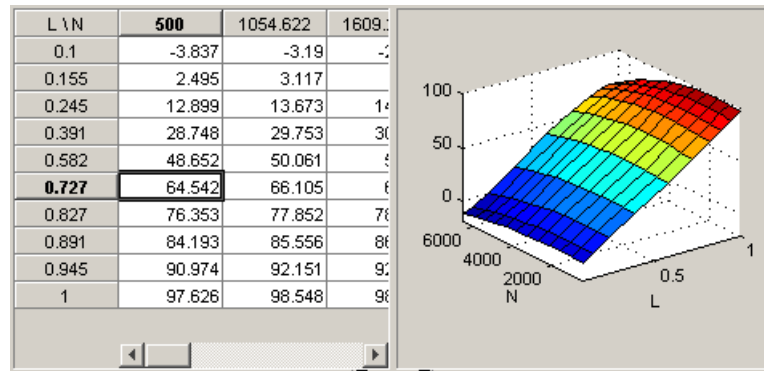 L \ N 500 1054.622 1609.
0.1 -3.837 -3.19
0.155 2.495 3.117
0.245 12.899 13.673
0.391 28.748 29.753
0.582 48.652 50.061
0.727 64.542 66.105
0.827 76.353 77.852
0.891 84.193 85.556
0.945 90.974 92.151
1 97.626 98.548
100
50
0
6000
4000
2000
N
0.5
1
L